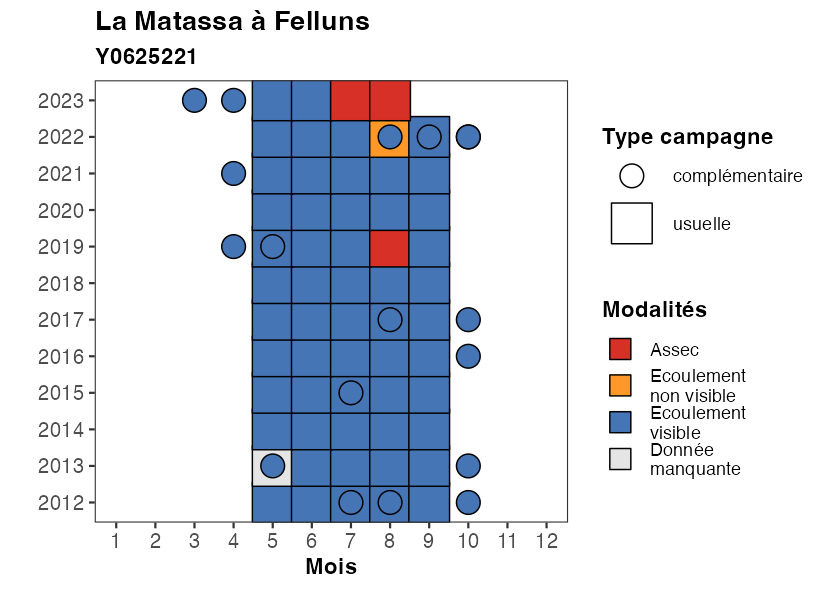 La Matassa à Felluns
Y0625221
2023
2022
2021
2020
2019
2018
2017
2016
2015
2014
2013
2012
1 2 3 4 5 6 7 8 9 10 11 12
Mois
Type campagne
complémentaire
usuelle
Modalités
Assec
Ecoulement
non visible
Ecoulement
visible
Donnée
manquante